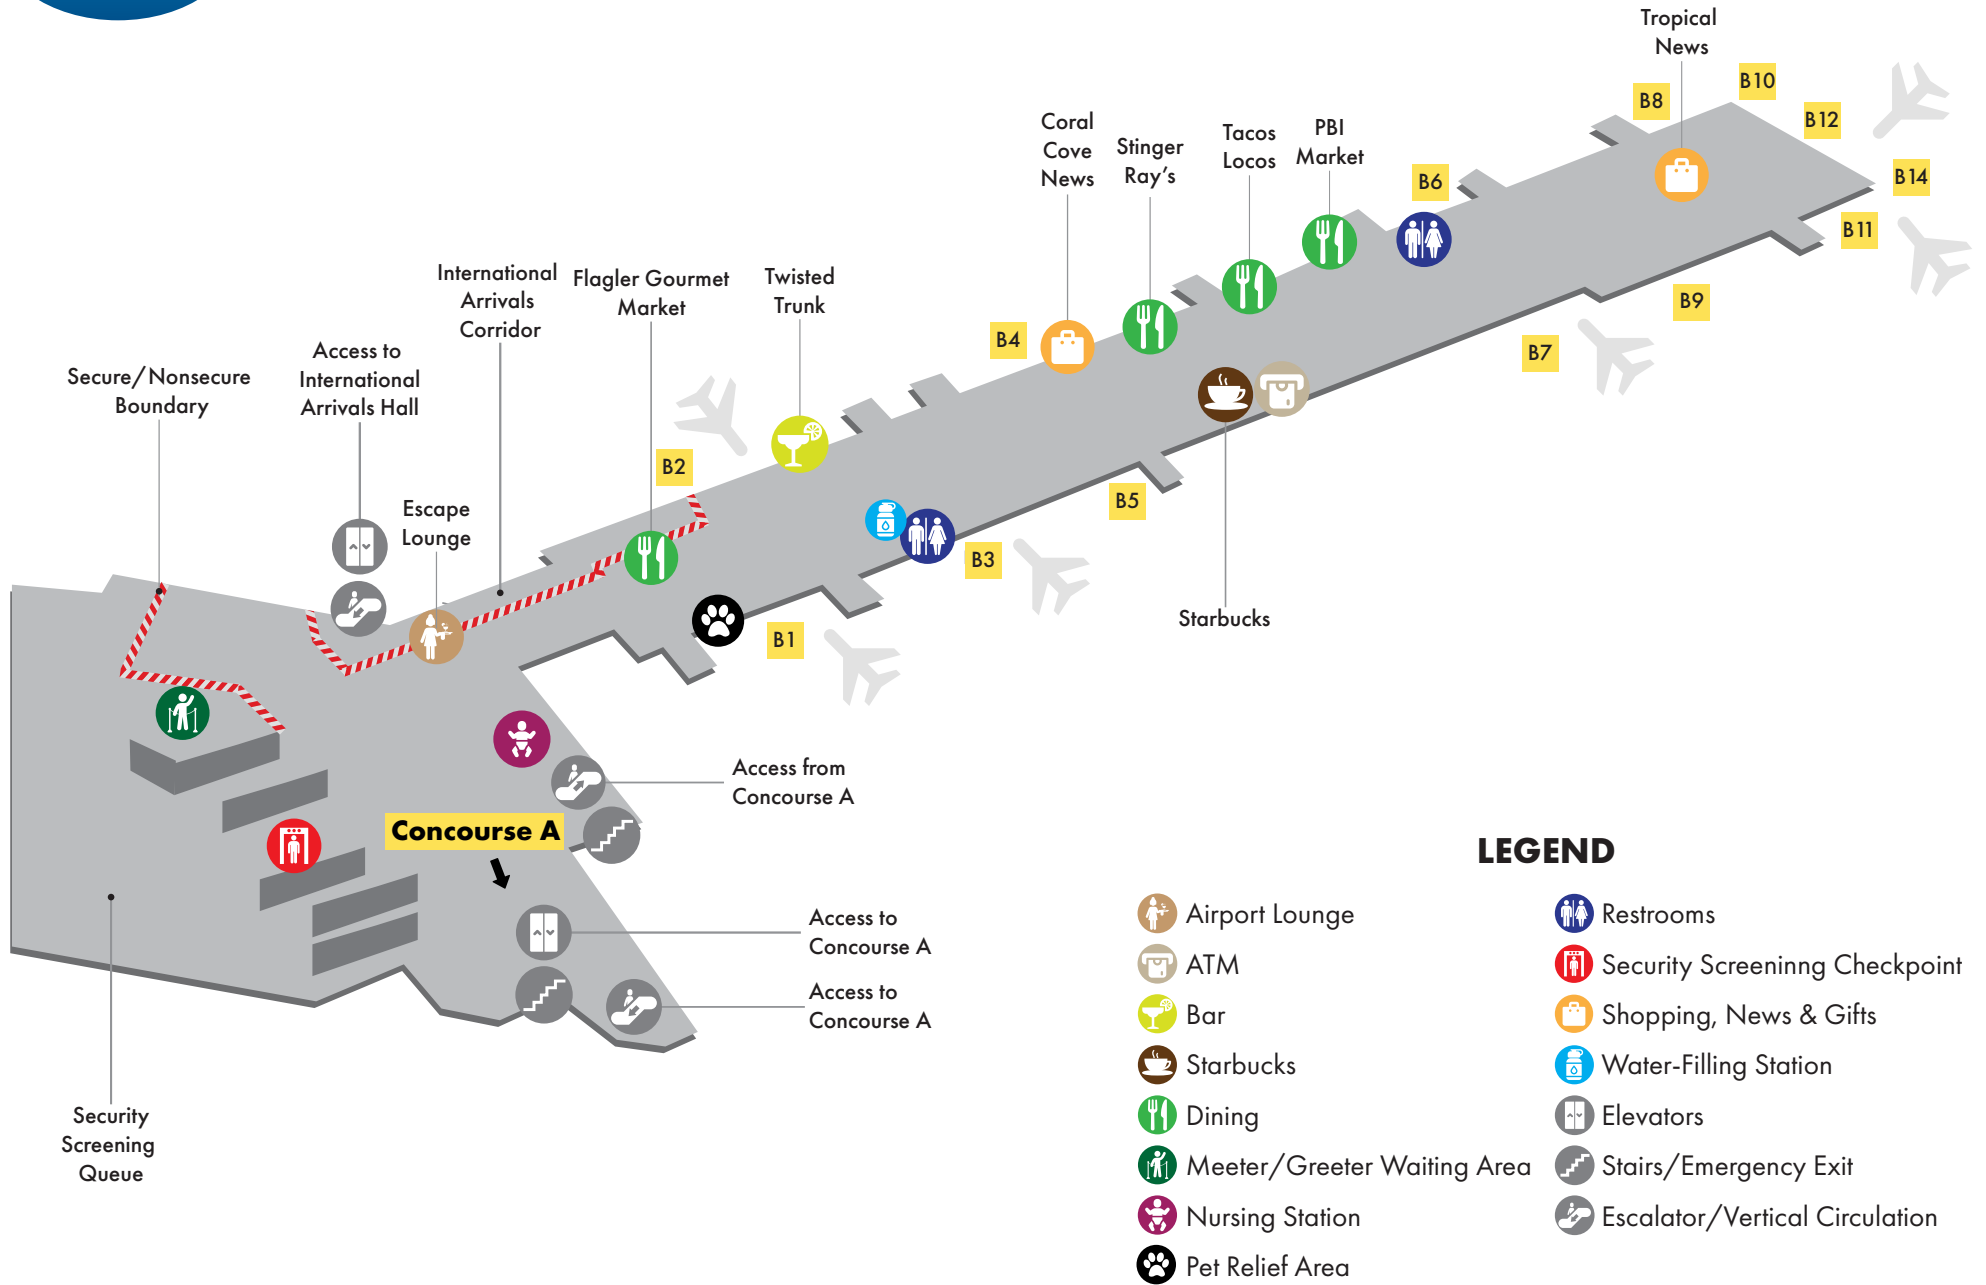 Tropical
News
B10
B8
B12
Coral
Cove
News
Stinger
Ray's
Tacos
Locos
PBI
Market
B6
B14
B11
B9
B7
B4
International
Arrivals
Corridor
Flagler Gourmet
Market
Twisted
Trunk
Access to
International
Arrivals Hall
Secure/Nonsecure
Boundary
B2
Escape
Lounge
B5
B3
B1
Starbucks
Access from
Concourse A
Concourse A
Access to
Concourse A
Access to
Concourse A
Security
Screening
Queue
LEGEND
Airport Lounge
ATM
Bar
Starbucks
Dining
Meeter/Greeter Waiting Area
Nursing Station
Pet Relief Area
Restrooms
Security Screeninng Checkpoint
Shopping, News & Gifts
Water-Filling Station
Elevators
Stairs/Emergency Exit
Escalator/Vertical Circulation